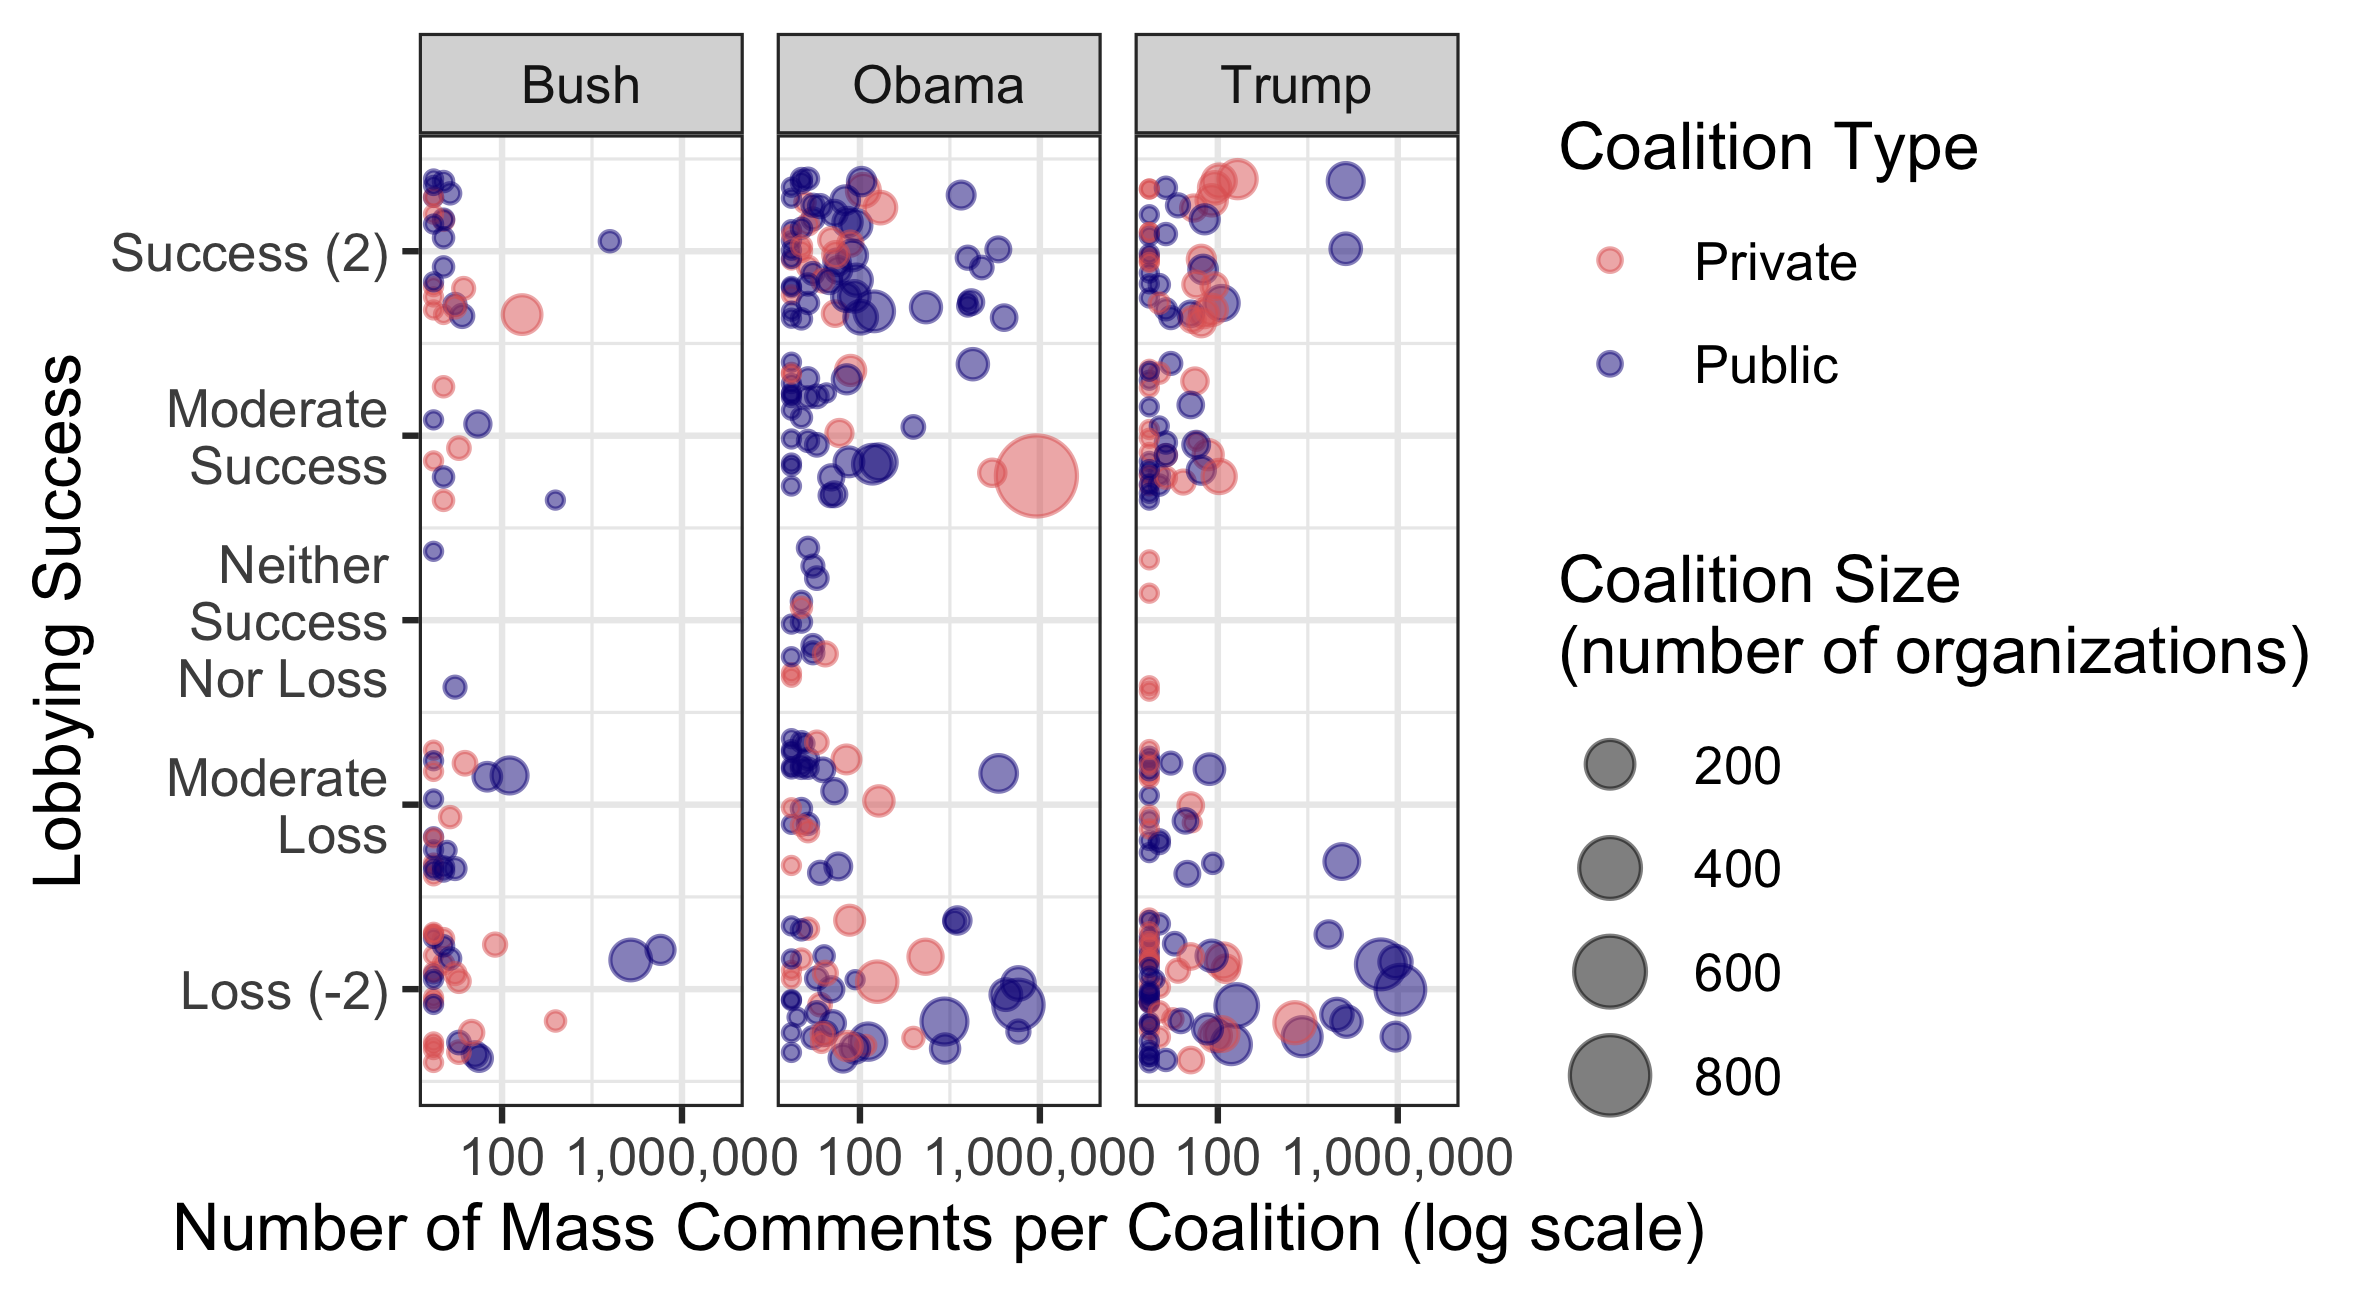 Bush
Obama
Trump
Lobbying Success
Success (2)
Moderate
Success
Neither
Success
Nor Loss
Moderate
Loss
Loss (-2)
100 1,000,000
100 1,000,000
100 1,000,000
Number of Mass Comments per Coalition (log scale)
Coalition Type
Private
Public
Coalition Size
(number of organizations)
200
400
600
800